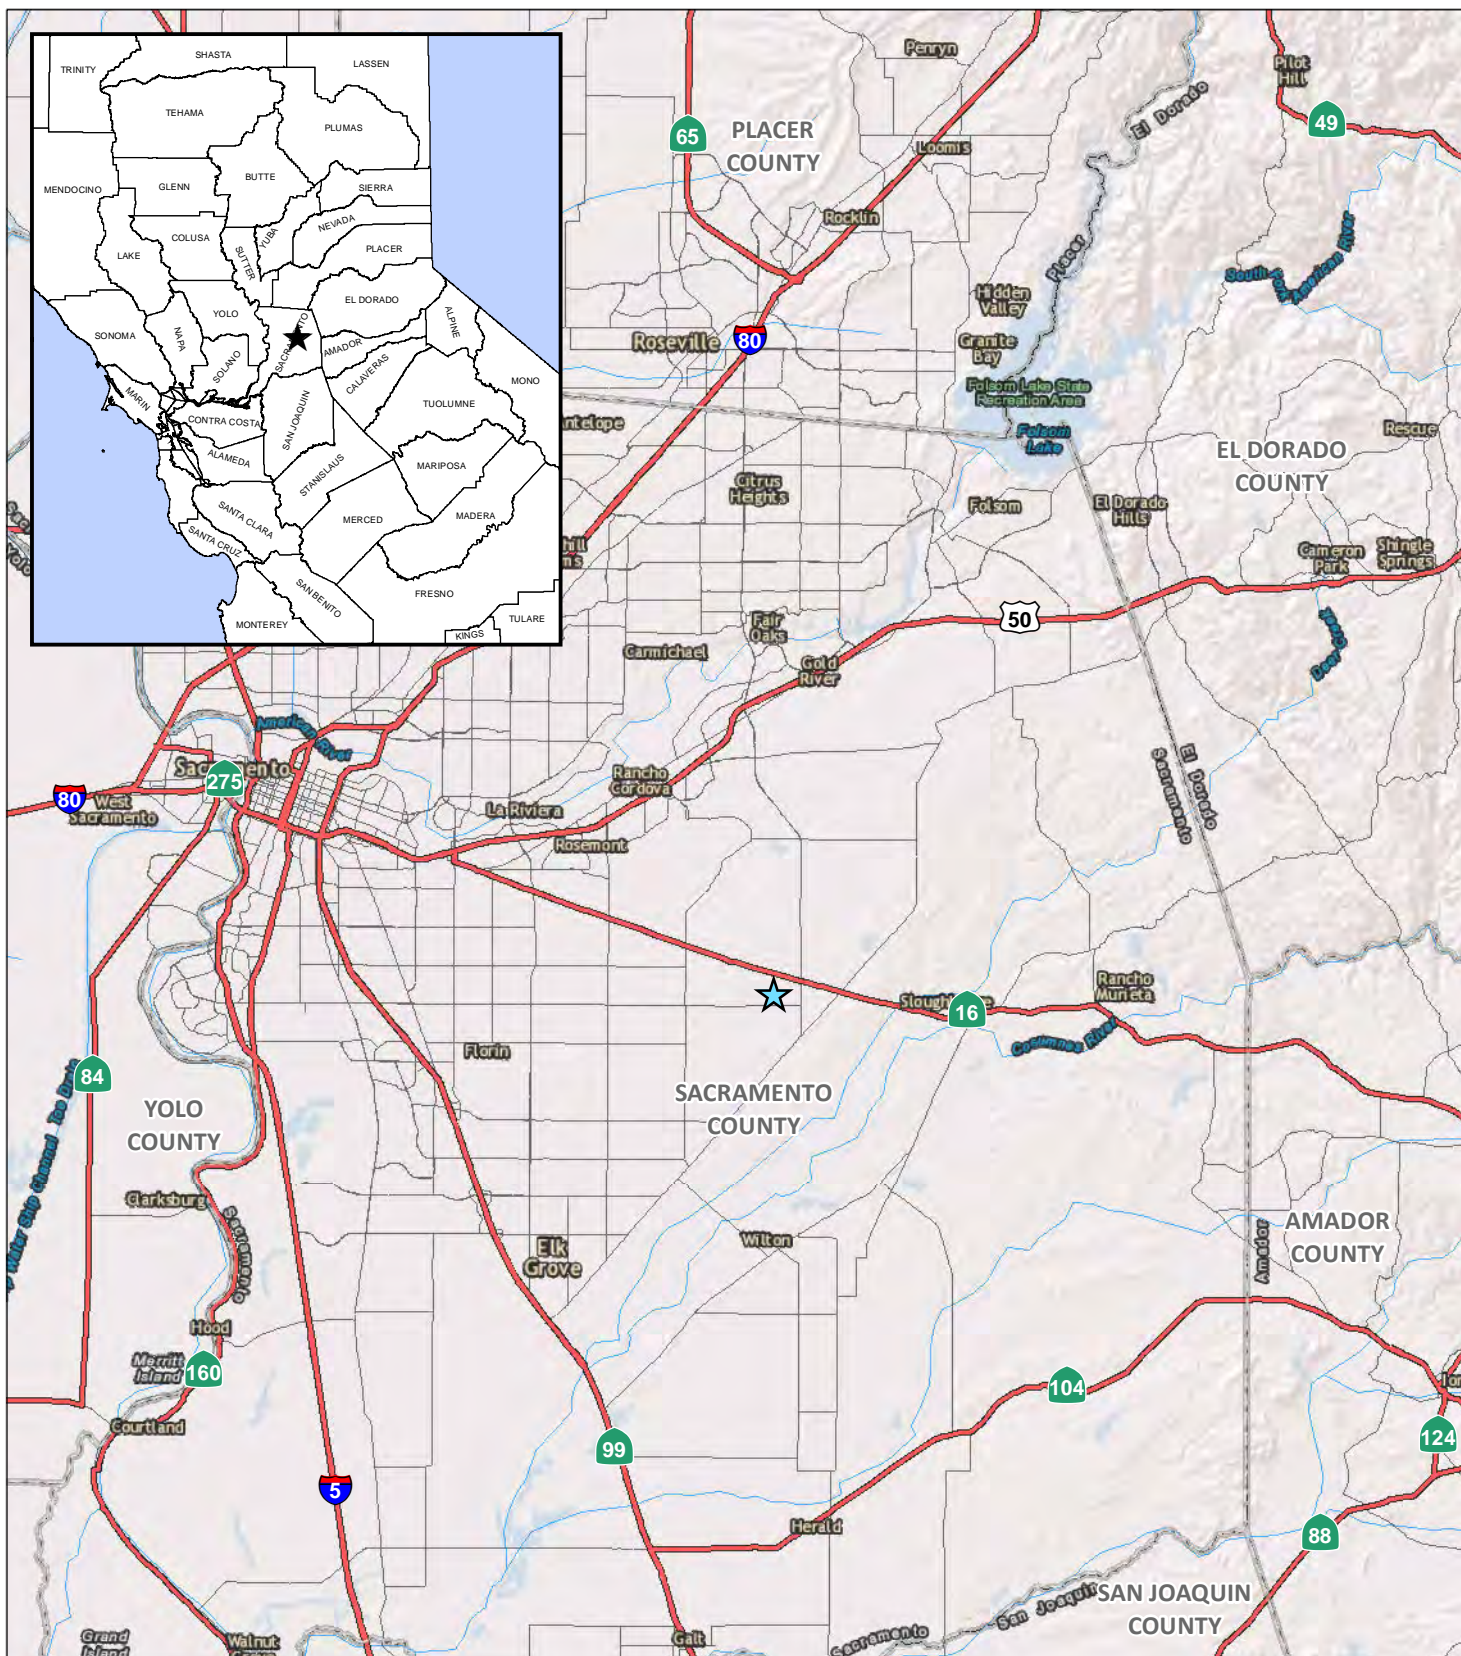 TRINITY
SHASTA
LASSEN
TEHAMA
PLUMAS
MENDOCINO
GLENN
BUTTE
SIERRA
LAKE
COLUSA
SUTTER
YUBA
NEVADA
PLACER
SONOMA
NAPA
YOLO
SOLANO
EL DORADO
ALPINE
AMADOR
CALAVERAS
MONO
MARIN
CONTRA COSTA
SAN JOAQUIN
TUOLUMNE
ALAMEDA
STANISLAUS
MARIPOSA
SANTA CLARA
MERCED
MADERA
SANTA CRUZ
SAN BENITO
FRESNO
MONTEREY
KINGS
TULARE
Penryn
Pilot
Hill
49
65
PLACER
COUNTY
Loomis
El Dorado
Placer
Rocklin
South Fork American River
Hidden
Valley
Roseville
80
Granite
Bay
Folsom Lake State
Recreation Area
Folsom
Lake
Rescue
EL DORADO
COUNTY
Citrus
Heights
Folsom
El Dorado
Hills
Cameron
Park
Shingle
Springs
Fair
Oaks
50
Carmichael
Gold
River
Deer Creek
American River
Sacramento
275
80
West
Sacramento
Rancho
Cordova
La Riviera
Rosemont
El Dorado
Sacramento
Rancho
Murieta
16
Cosumnes River
Florin
84
YOLO
COUNTY
SACRAMENTO
COUNTY
Water Ship Channel
Clarksburg
Sacramento
Elk
Grove
Wilton
AMADOR
COUNTY
Amador
Hood
Merritt
Island
160
Courtland
104
99
124
5
Herald
88
SAN JOAQUIN
COUNTY
San Joaquin
Sacramento
Galt
Grand
Island
Walnut